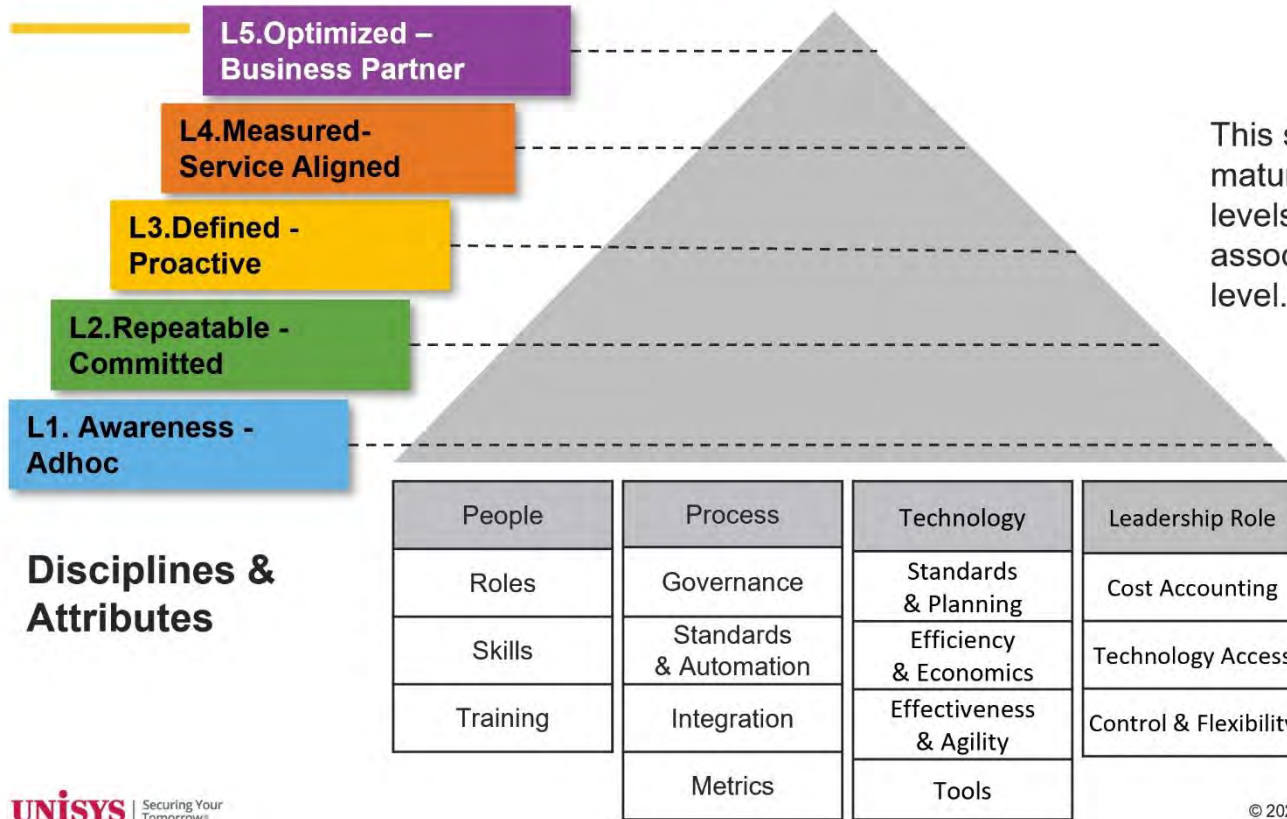 L5.Optimized –
Business Partner
L4.Measured-
Service Aligned
L3.Defined -
Proactive
L2.Repeatable -
Committed
L1. Awareness -
Adhoc
This
matu
levels
assoc
level.
Disciplines &
Attributes
People
Roles
Skills
Training
Process
Governance
Standards
& Automation
Integration
Metrics
Technology
Standards
& Planning
Efficiency
& Economics
Effectiveness
& Agility
Tools
Leadership Role
Cost Accounting
Technology Access
Control & Flexibility
UNISYS
Securing Your
Tomorrow®
© 202